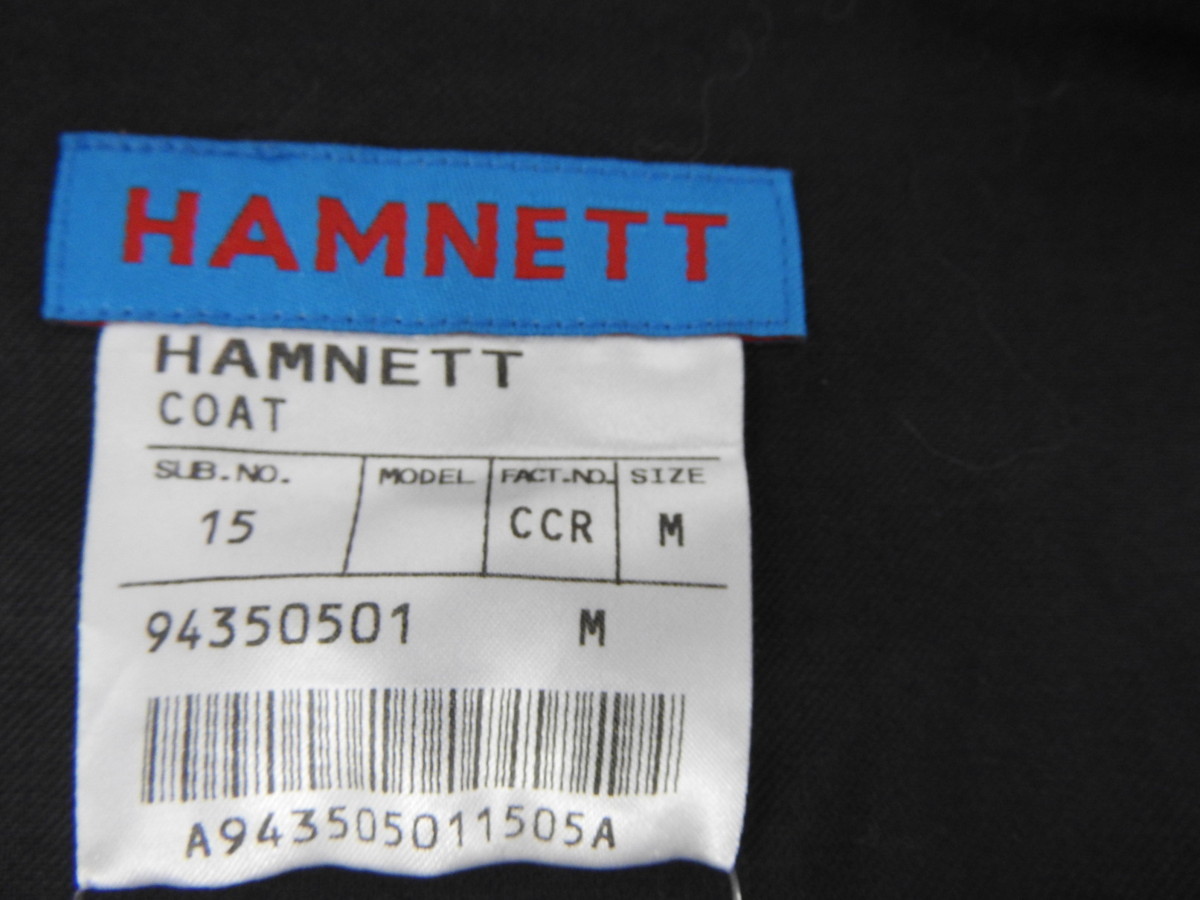 HAMNETT
HAMNETT
COAT
SUB.NO. MODEL FACT.NO. SIZE
15 CCR M
94350501 M
A943505011505A